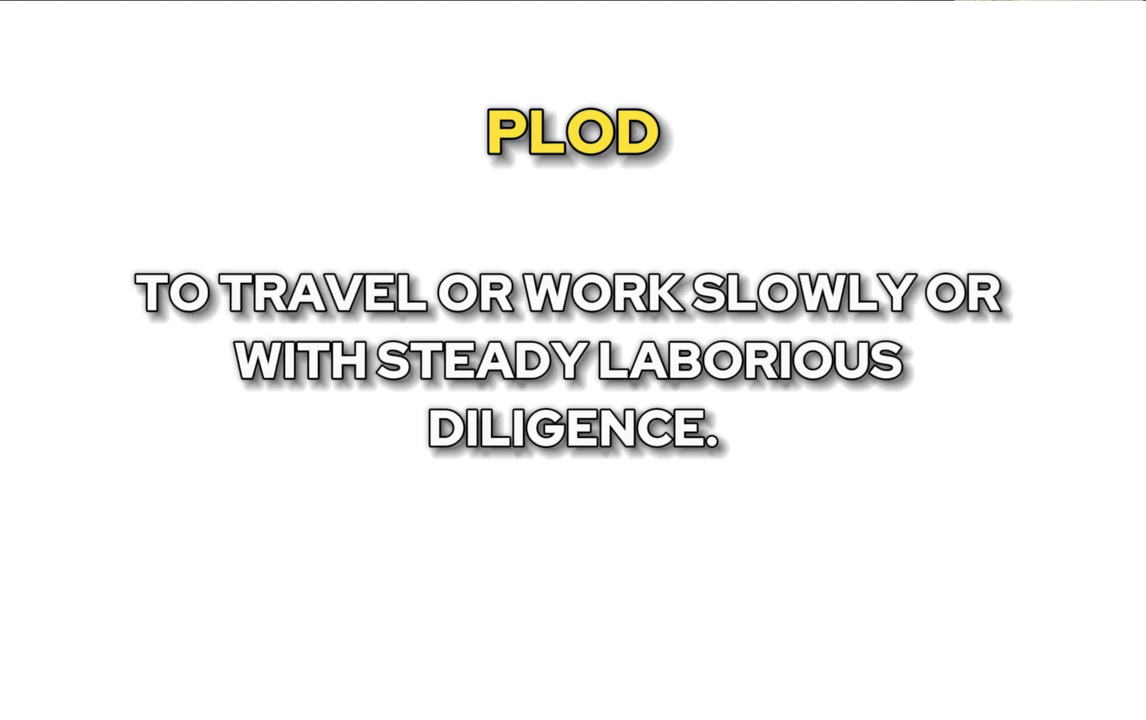 PLOD
TO TRAVEL OR WORK SLOWLY OR
WITH STEADY LABORIOUS
DILIGENCE.